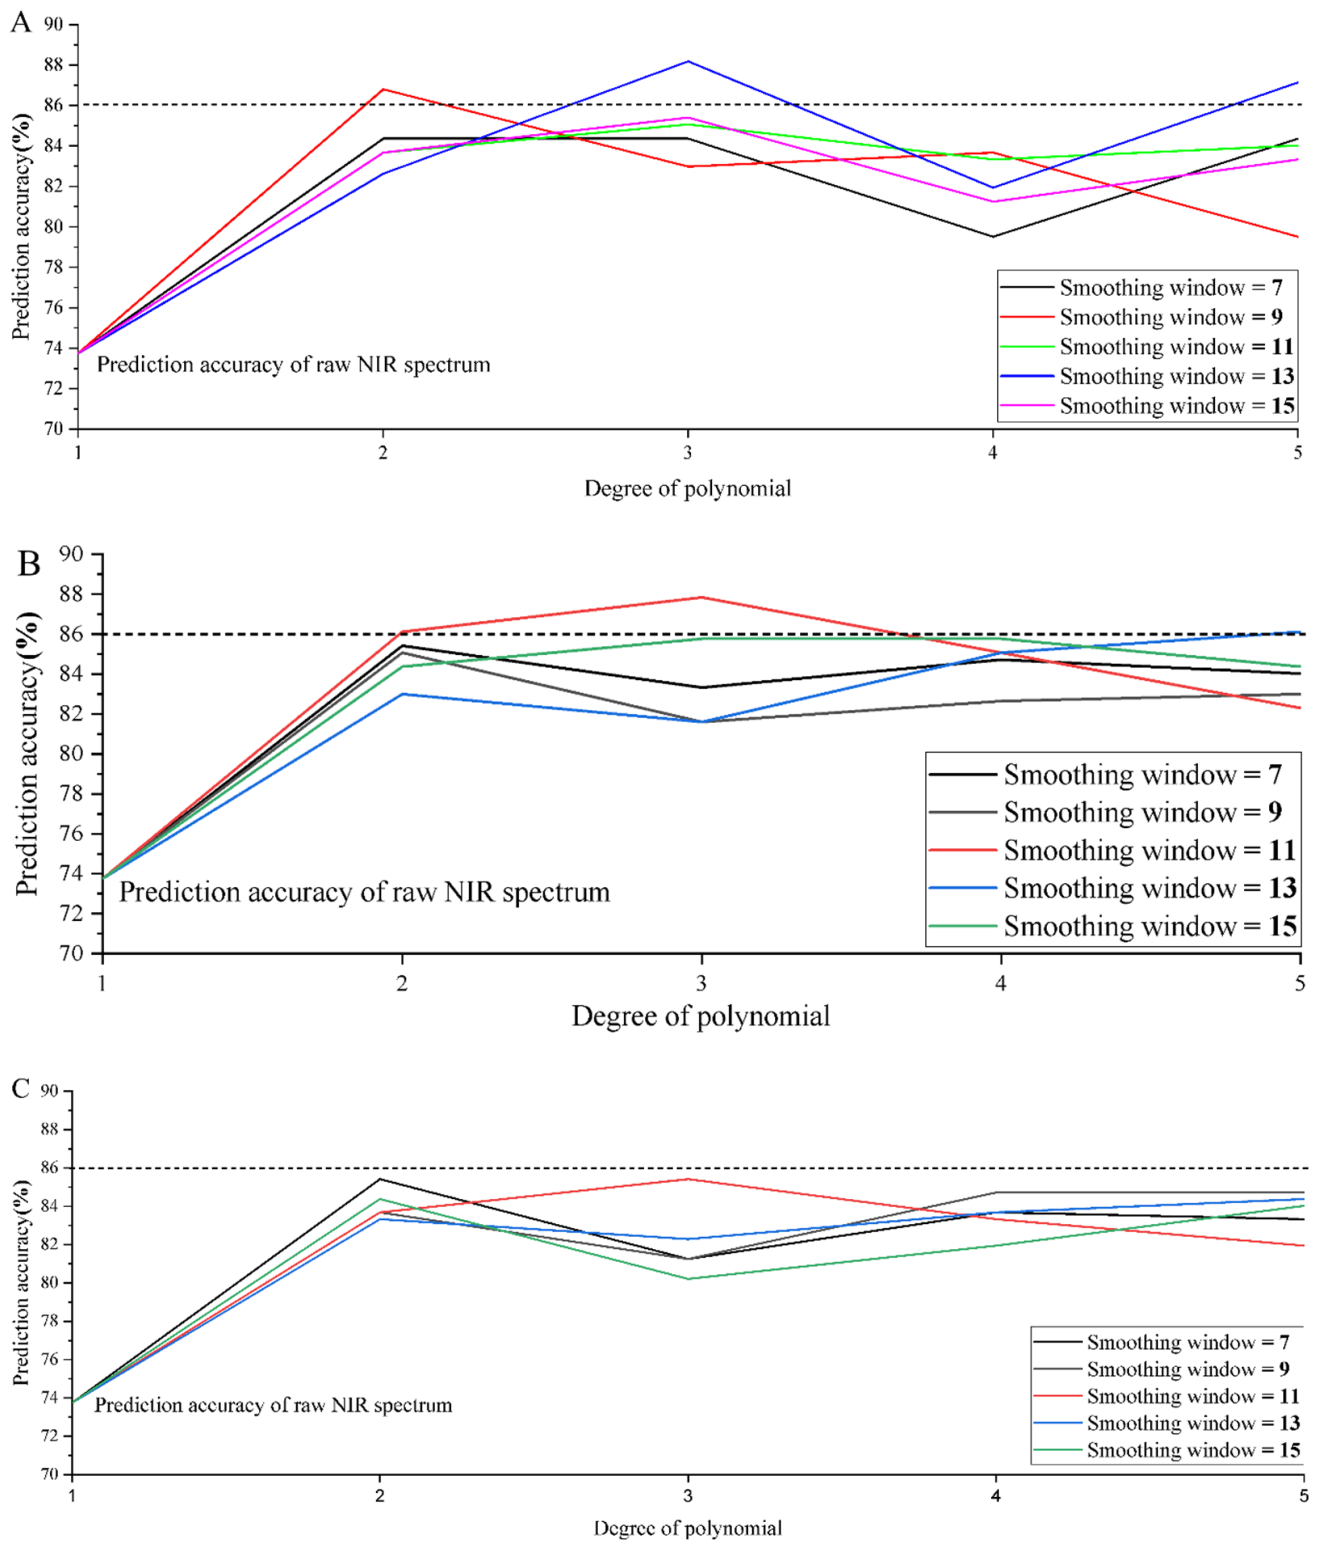 A
90
88
86
84
82
80
78
76
74
72
70
Prediction accuracy(%)
Prediction accuracy of raw NIR spectrum
Smoothing window = 7
Smoothing window = 9
Smoothing window = 11
Smoothing window = 13
Smoothing window = 15
1 2 3 4 5
Degree of polynomial
B
90
88
86
84
82
80
78
76
74
72
70
Prediction accuracy(%)
Prediction accuracy of raw NIR spectrum
Smoothing window = 7
Smoothing window = 9
Smoothing window = 11
Smoothing window = 13
Smoothing window = 15
1 2 3 4 5
Degree of polynomial
C
90
88
86
84
82
80
78
76
74
72
70
Prediction accuracy(%)
Prediction accuracy of raw NIR spectrum
Smoothing window = 7
Smoothing window = 9
Smoothing window = 11
Smoothing window = 13
Smoothing window = 15
1 2 3 4 5
Degree of polynomial